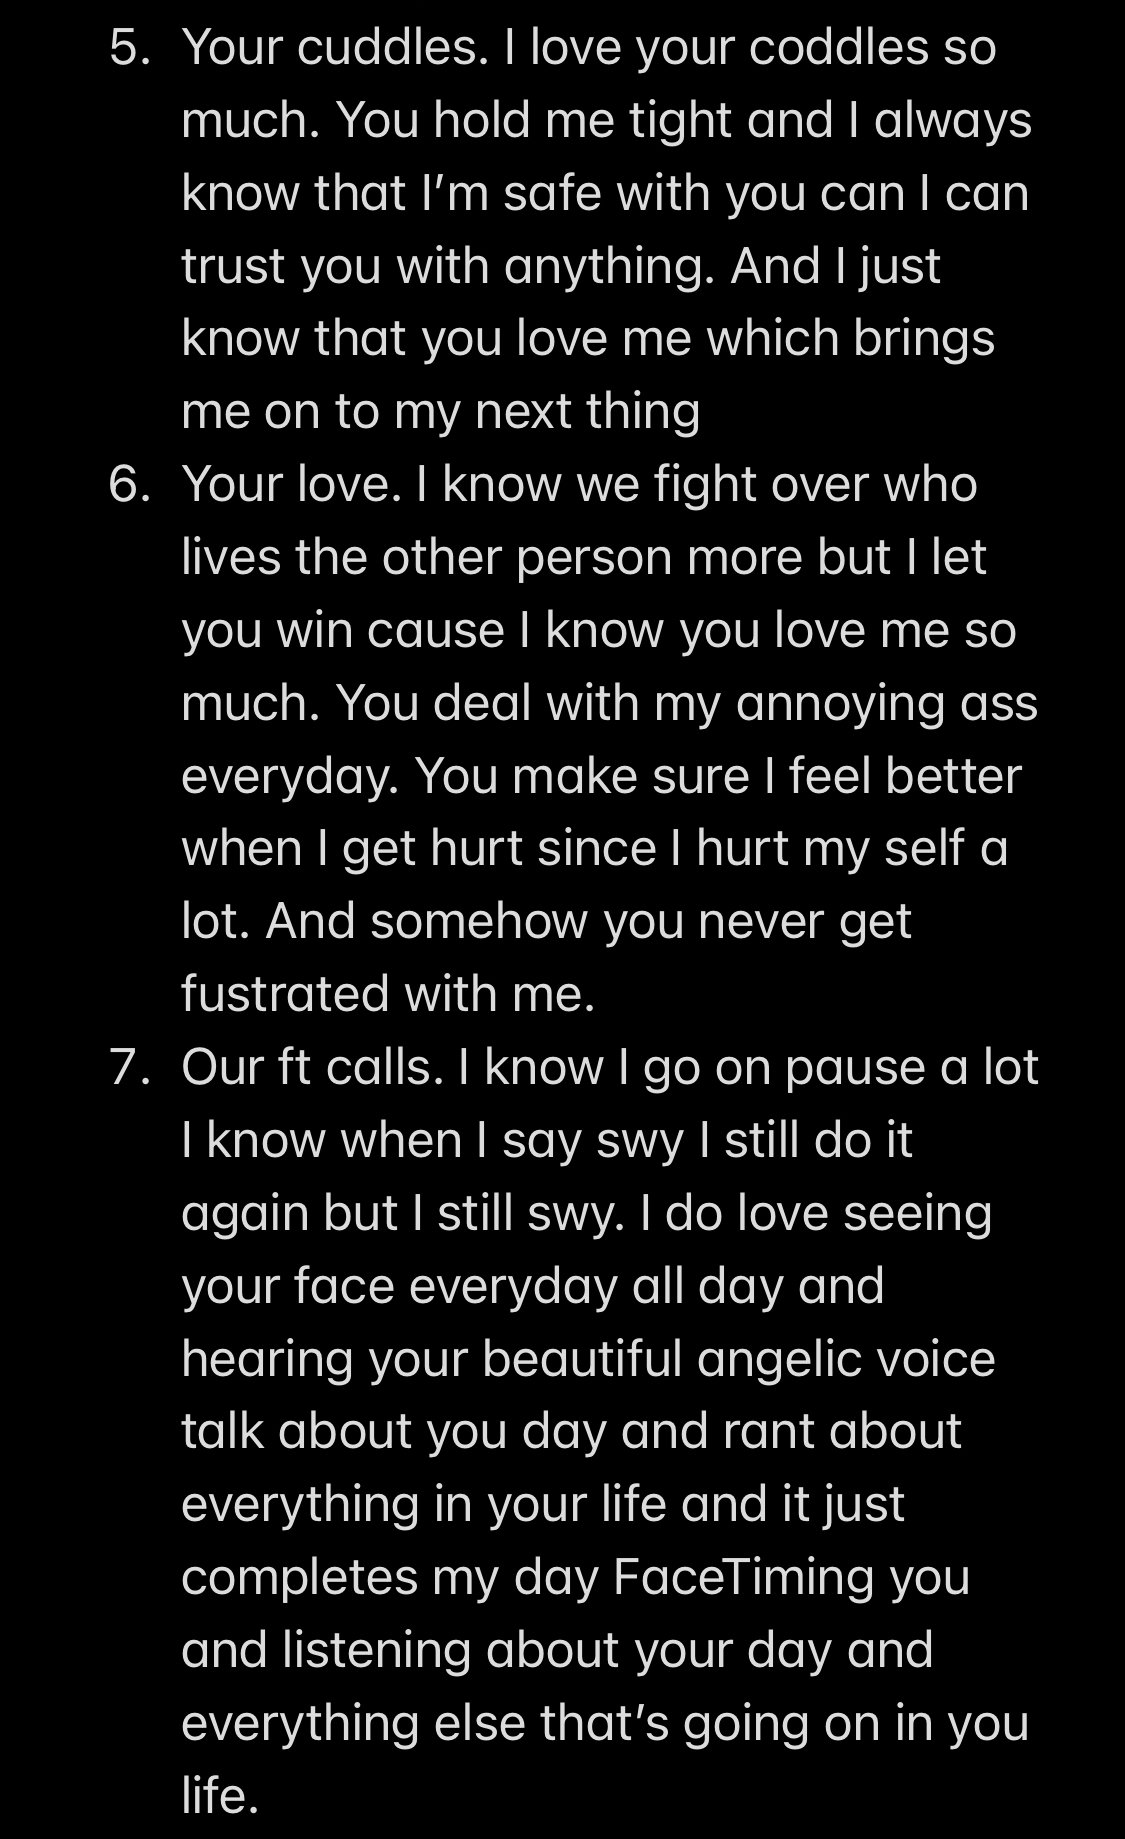 5. Your cuddles. I love your coddles so
much. You hold me tight and I always
know that I’m safe with you can I can
trust you with anything. And I just
know that you love me which brings
me on to my next thing
6. Your love. I know we fight over who
lives the other person more but I let
you win cause I know you love me so
much. You deal with my annoying ass
everyday. You make sure I feel better
when I get hurt since I hurt my self a
lot. And somehow you never get
fustrated with me.
7. Our ft calls. I know I go on pause a lot
I know when I say swy I still do it
again but I still swy. I do love seeing
your face everyday all day and
hearing your beautiful angelic voice
talk about you day and rant about
everything in your life and it just
completes my day FaceTiming you
and listening about your day and
everything else that’s going on in you
life.